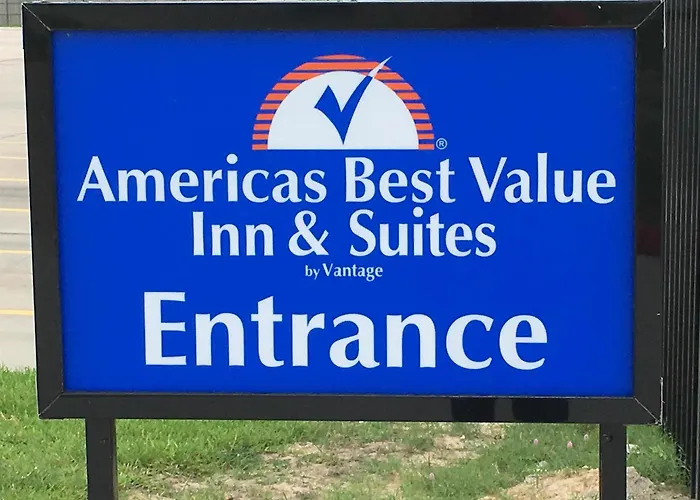 ®
Americas Best Value
Inn & Suites
by Vantage
Entrance